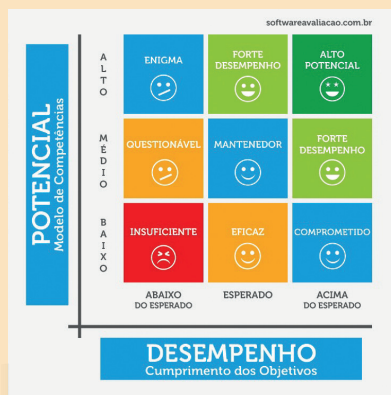 softwareavaliacao.com.br
POTENCIAL
Modelo de Competências
ALTO
ENIGMA
FORTE
DESEMPENHO
ALTO
POTENCIAL
MÉDIO
QUESTIONÁVEL
MANTENEDOR
FORTE
DESEMPENHO
BAIXO
INSUFICIENTE
EFICAZ
COMPROMETIDO
ABAIXO
DO ESPERADO
ESPERADO
ACIMA
DO ESPERADO
DESEMPENHO
Cumprimento dos Objetivos